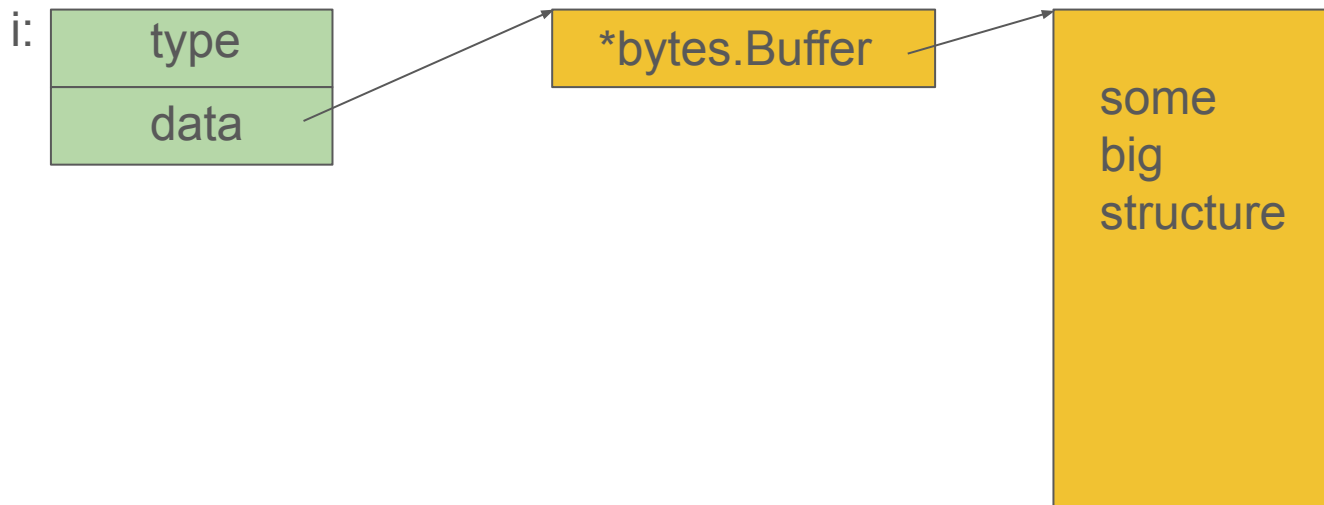 i:
type
data
*bytes.Buffer
some
big
structure